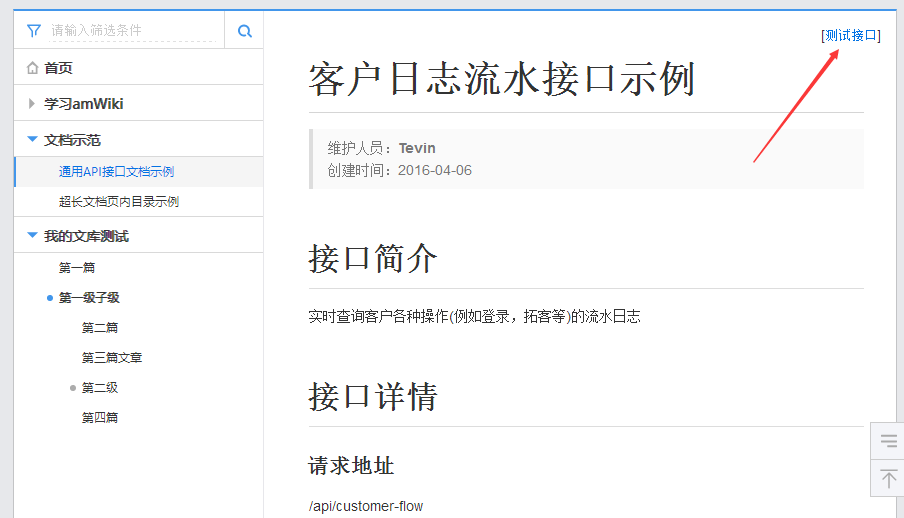 请输入筛选条件
首页
学习amWiki
文档示范
通用API接口文档示例
超长文档页内目录示例
我的文库测试
第一篇
第一级子级
第二篇
第三篇文章
第二级
第四篇
[测试接口]
客户日志流水接口示例
维护人员：Tevin
创建时间：2016-04-06
接口简介
实时查询客户各种操作(例如登录，拓客等)的流水日志
接口详情
请求地址
/api/customer-flow